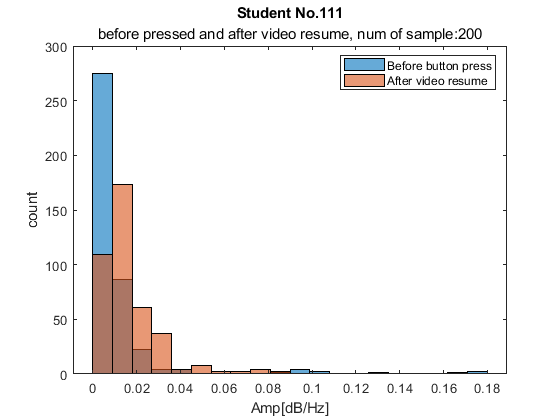 Student No.111
before pressed and after video resume, num of sample:200
Before button press
After video resume
300
250
200
150
100
50
0
count
0 0.02 0.04 0.06 0.08 0.1 0.12 0.14 0.16 0.18
Amp[dB/Hz]